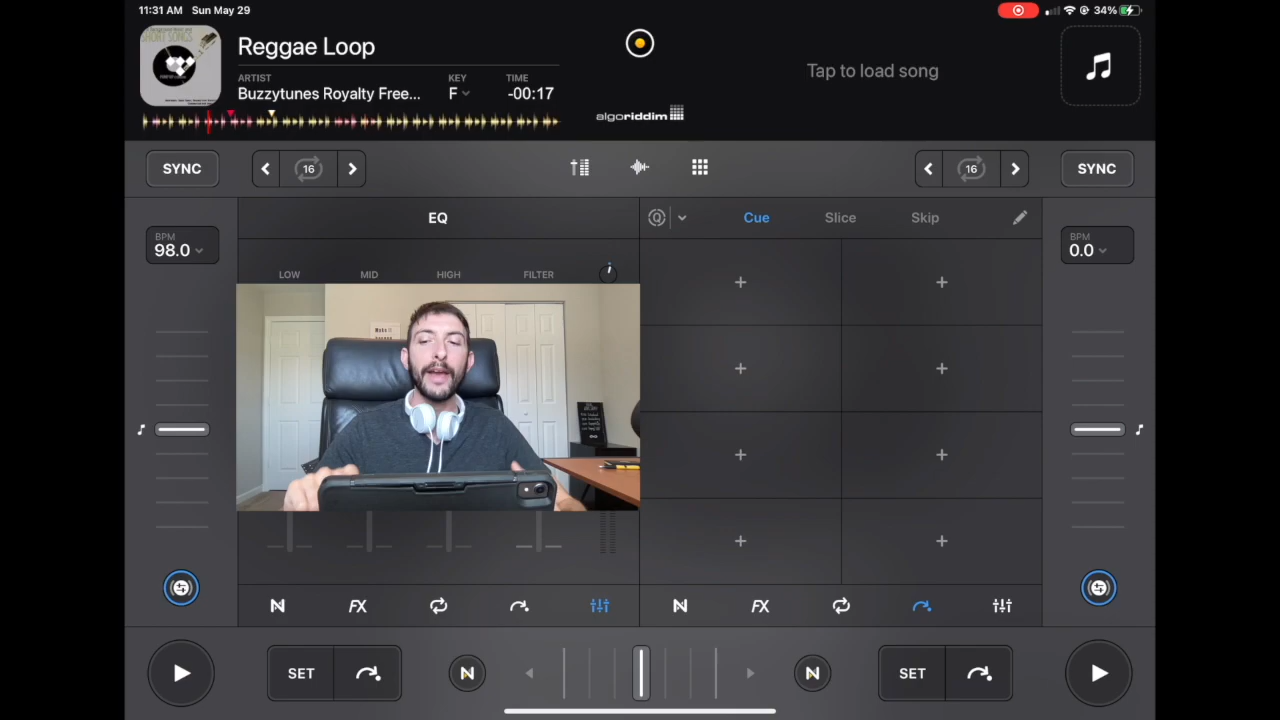 11:31 AM Sun May 29
34%
SHORT SONGS
Reggae Loop
ARTIST KEY TIME
Buzzytunes Royalty Free... F -00:17
algoriddim
Tap to load song
SYNC 16 16 SYNC
EQ
Q Cue Slice Skip
BPM
98.0
BPM
0.0
LOW MID HIGH FILTER
N FX N FX
SET N N SET